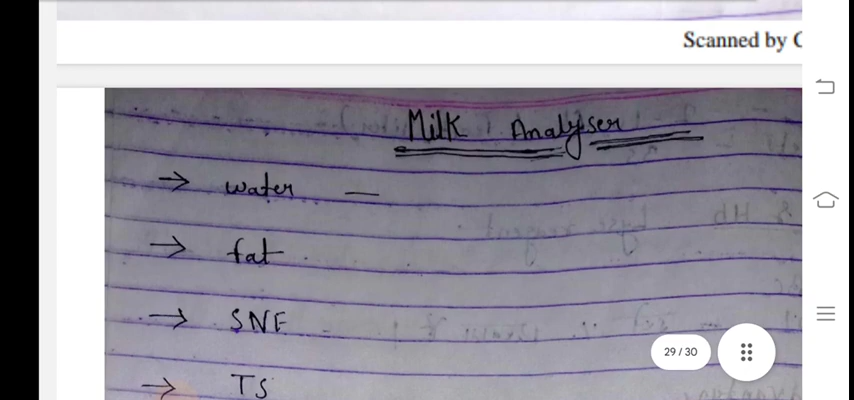 Scanned by C
Milk Analyser
→ water —
→ fat
→ SNF
→ TS
29 / 30